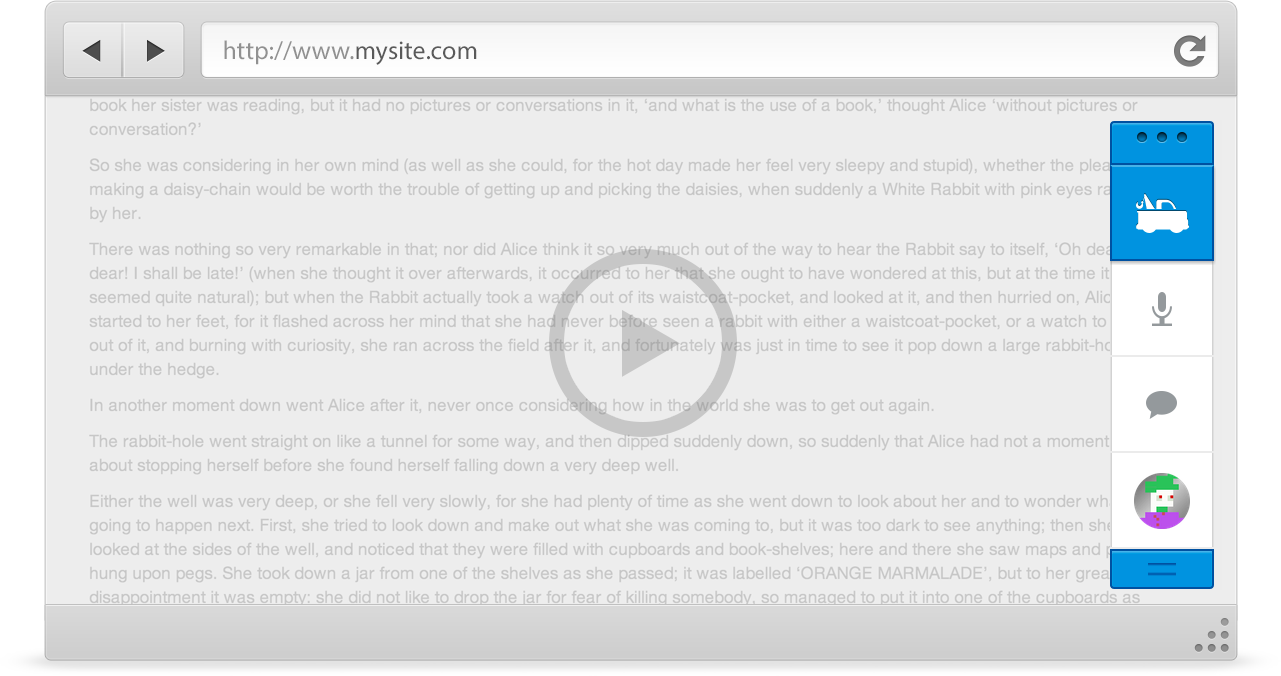 http://www.mysite.com
book her sister was reading, but it had no pictures or conversations in it, ‘and what is the use of a book,’ thought Alice ‘without pictures or
conversation?’
So she was considering in her own mind (as well as she could, for the hot day made her feel very sleepy and stupid), whether the
making a daisy-chain would be worth the trouble of getting up and picking the daisies, when suddenly a White Rabbit with pink eyes
by her.
There was nothing so very remarkable in that; nor did Alice think it so very much out of the way to hear the Rabbit say to itself, ‘Oh
dear! I shall be late!’ (when she thought it over afterwards, it occurred to her that she ought to have wondered at this, but at the time it
seemed quite natural); but when the Rabbit actually took a watch out of its waistcoat-pocket, and looked at it, and then hurried on,
started to her feet, for it flashed across her mind that she had never before seen a rabbit with either a waistcoat-pocket, or a watch to
out of it, and burning with curiosity, she ran across the field after it, and fortunately was just in time to see it pop down a large
under the hedge.
In another moment down went Alice after it, never once considering how in the world she was to get out again.
The rabbit-hole went straight on like a tunnel for some way, and then dipped suddenly down, so suddenly that Alice had not a moment
about stopping herself before she found herself falling down a very deep well.
Either the well was very deep, or she fell very slowly, for she had plenty of time as she went down to look about her and to wonder
going to happen next. First, she tried to look down and make out what she was coming to, but it was too dark to see anything; then she
looked at the sides of the well, and noticed that they were filled with cupboards and book-shelves; here and there she saw maps and
hung upon pegs. She took down a jar from one of the shelves as she passed; it was labelled ‘ORANGE MARMALADE’, but to her
disappointment it was empty: she did not like to drop the jar for fear of killing somebody, so managed to put it into one of the cupboards as